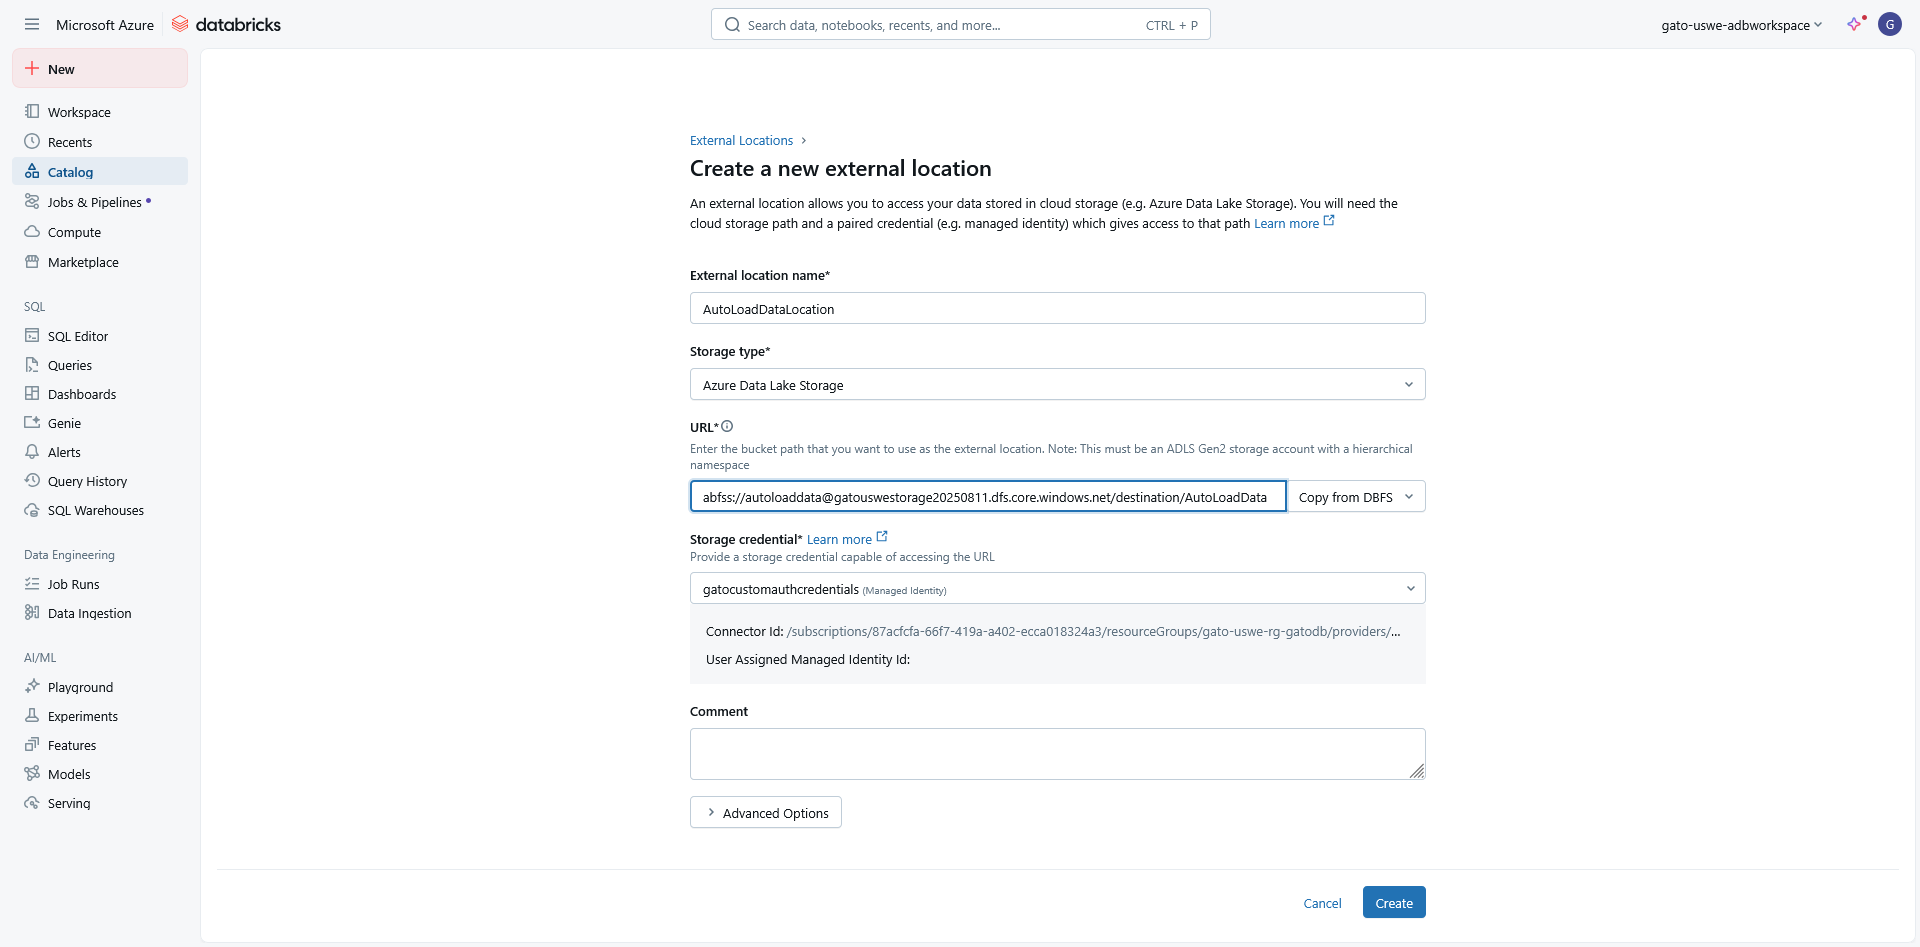 Microsoft Azure
databricks
Search data, notebooks, recents, and more...
CTRL + P
gato-uswe-adbworkspace
G
New
Workspace
Recents
Catalog
Jobs & Pipelines
Compute
Marketplace
SQL
SQL Editor
Queries
Dashboards
Genie
Alerts
Query History
SQL Warehouses
Data Engineering
Job Runs
Data Ingestion
AI/ML
Playground
Experiments
Features
Models
Serving
External Locations
Create a new external location
An external location allows you to access your data stored in cloud storage (e.g. Azure Data Lake Storage). You will need the
cloud storage path and a paired credential (e.g. managed identity) which gives access to that path Learn more
External location name*
AutoLoadDataLocation
Storage type*
Azure Data Lake Storage
URL*
Enter the bucket path that you want to use as the external location. Note: This must be an ADLS Gen2 storage account with a hierarchical
namespace
abfss://autoloaddata@gatouswestorage20250811.dfs.core.windows.net/destination/AutoLoadData
Copy from DBFS
Storage credential* Learn more
Provide a storage credential capable of accessing the URL
gatocustomauthcredentials (Managed Identity)
Connector Id: /subscriptions/87acfcfa-66f7-419a-a402-ecca018324a3/resourceGroups/gato-uswe-rg-gatodb/providers/...
User Assigned Managed Identity Id:
Comment
Advanced Options
Cancel
Create